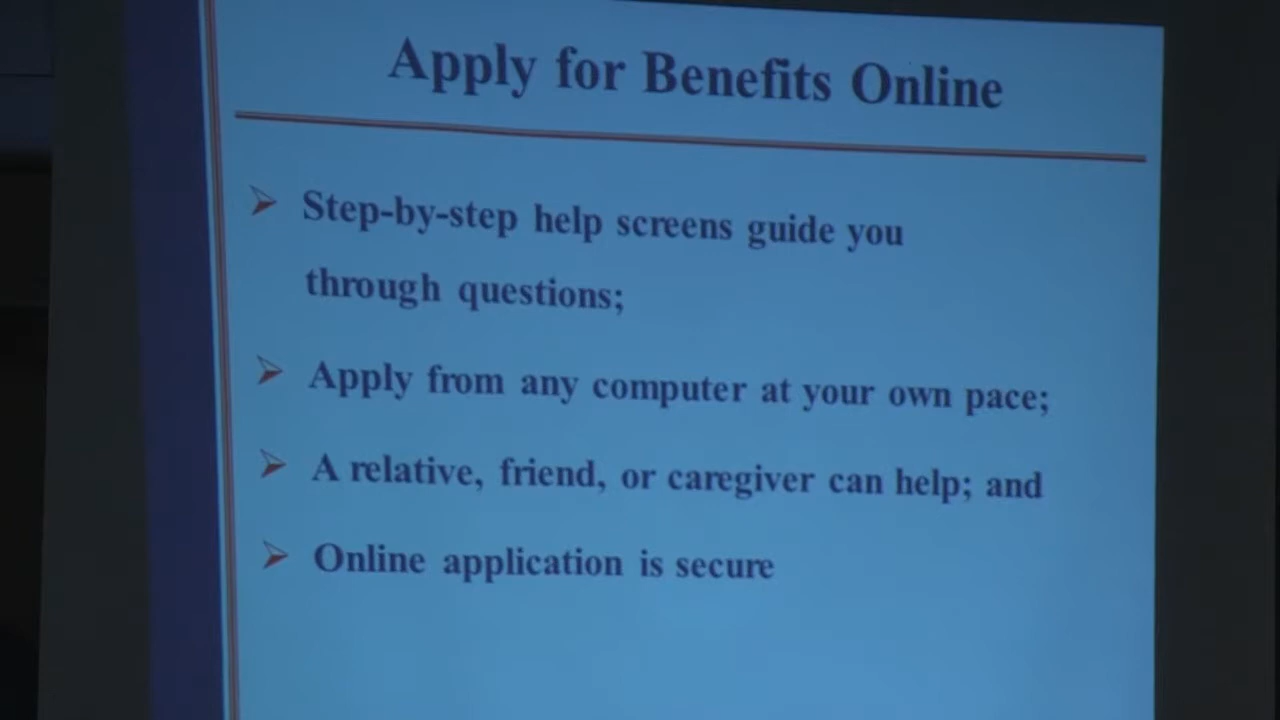 Apply for Benefits Online
Step-by-step help screens guide you
through questions;
Apply from any computer at your own pace;
A relative, friend, or caregiver can help; and
Online application is secure